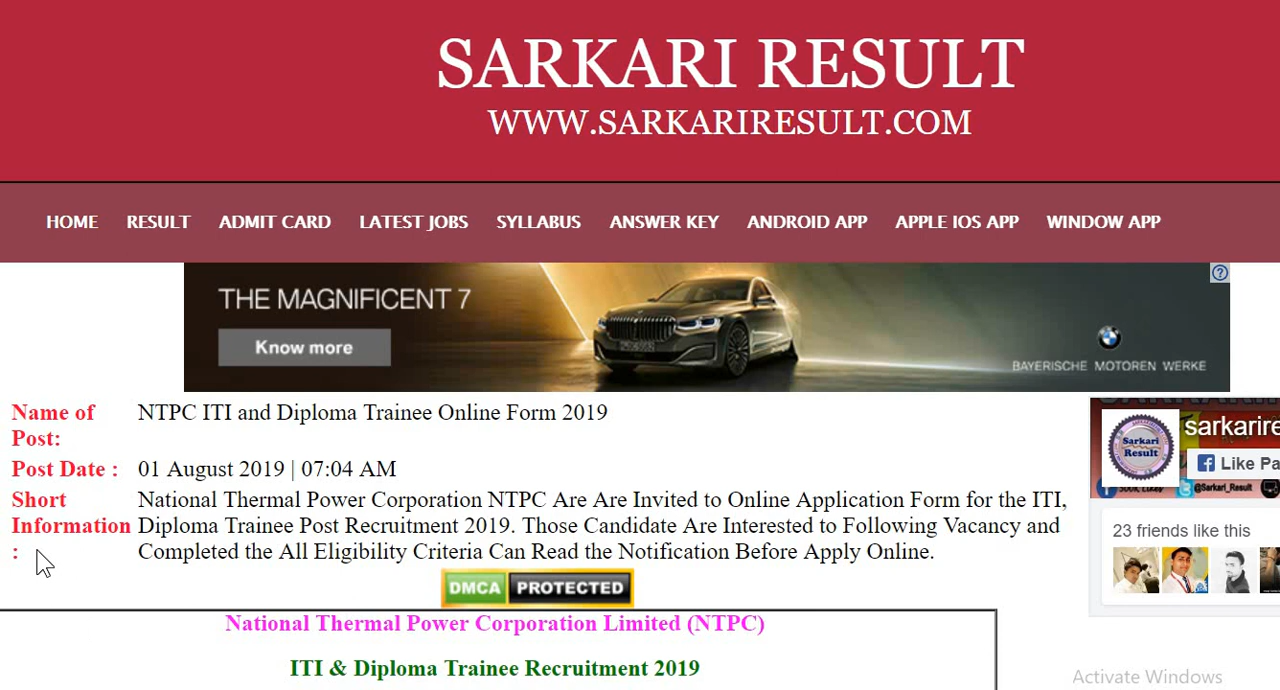 SARKARI RESULT
WWW.SARKARIRESULT.COM
HOME RESULT ADMIT CARD LATEST JOBS SYLLABUS ANSWER KEY ANDROID APP APPLE IOS APP WINDOW APP
THE MAGNIFICENT 7
Know more
BAYERISCHE MOTOREN WERKE
Name of Post: NTPC ITI and Diploma Trainee Online Form 2019
Post Date : 01 August 2019 | 07:04 AM
Short National Thermal Power Corporation NTPC Are Are Invited to Online Application Form for the ITI,
Information Diploma Trainee Post Recruitment 2019. Those Candidate Are Interested to Following Vacancy and
: Completed the All Eligibility Criteria Can Read the Notification Before Apply Online.
DMCA PROTECTED
National Thermal Power Corporation Limited (NTPC)
ITI & Diploma Trainee Recruitment 2019
Sarkari
Result
sarkarire
Like Pa
@Sarkari_Result
23 friends like this
Activate Windows